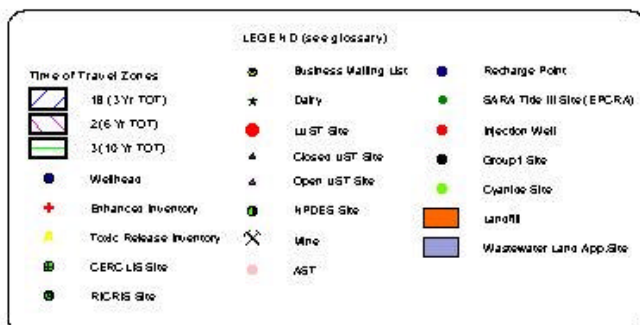 LEGEND (see glossary)
Time of Travel Zones
1B (3 Yr TOT)
2 (6 Yr TOT)
3 (10 Yr TOT)
Wellhead
Enhanced Inventory
Toxic Release Inventory
CERCLIS Site
RICRIS Site
Business Mailing List
Dairy
LUST Site
Closed UST Site
Open UST Site
NPDES Site
Mine
AST
Recharge Point
SARA Title III Site (EPCRA)
Injection Well
Group1 Site
Cyanide Site
Landfill
Wastewater Land App. Site